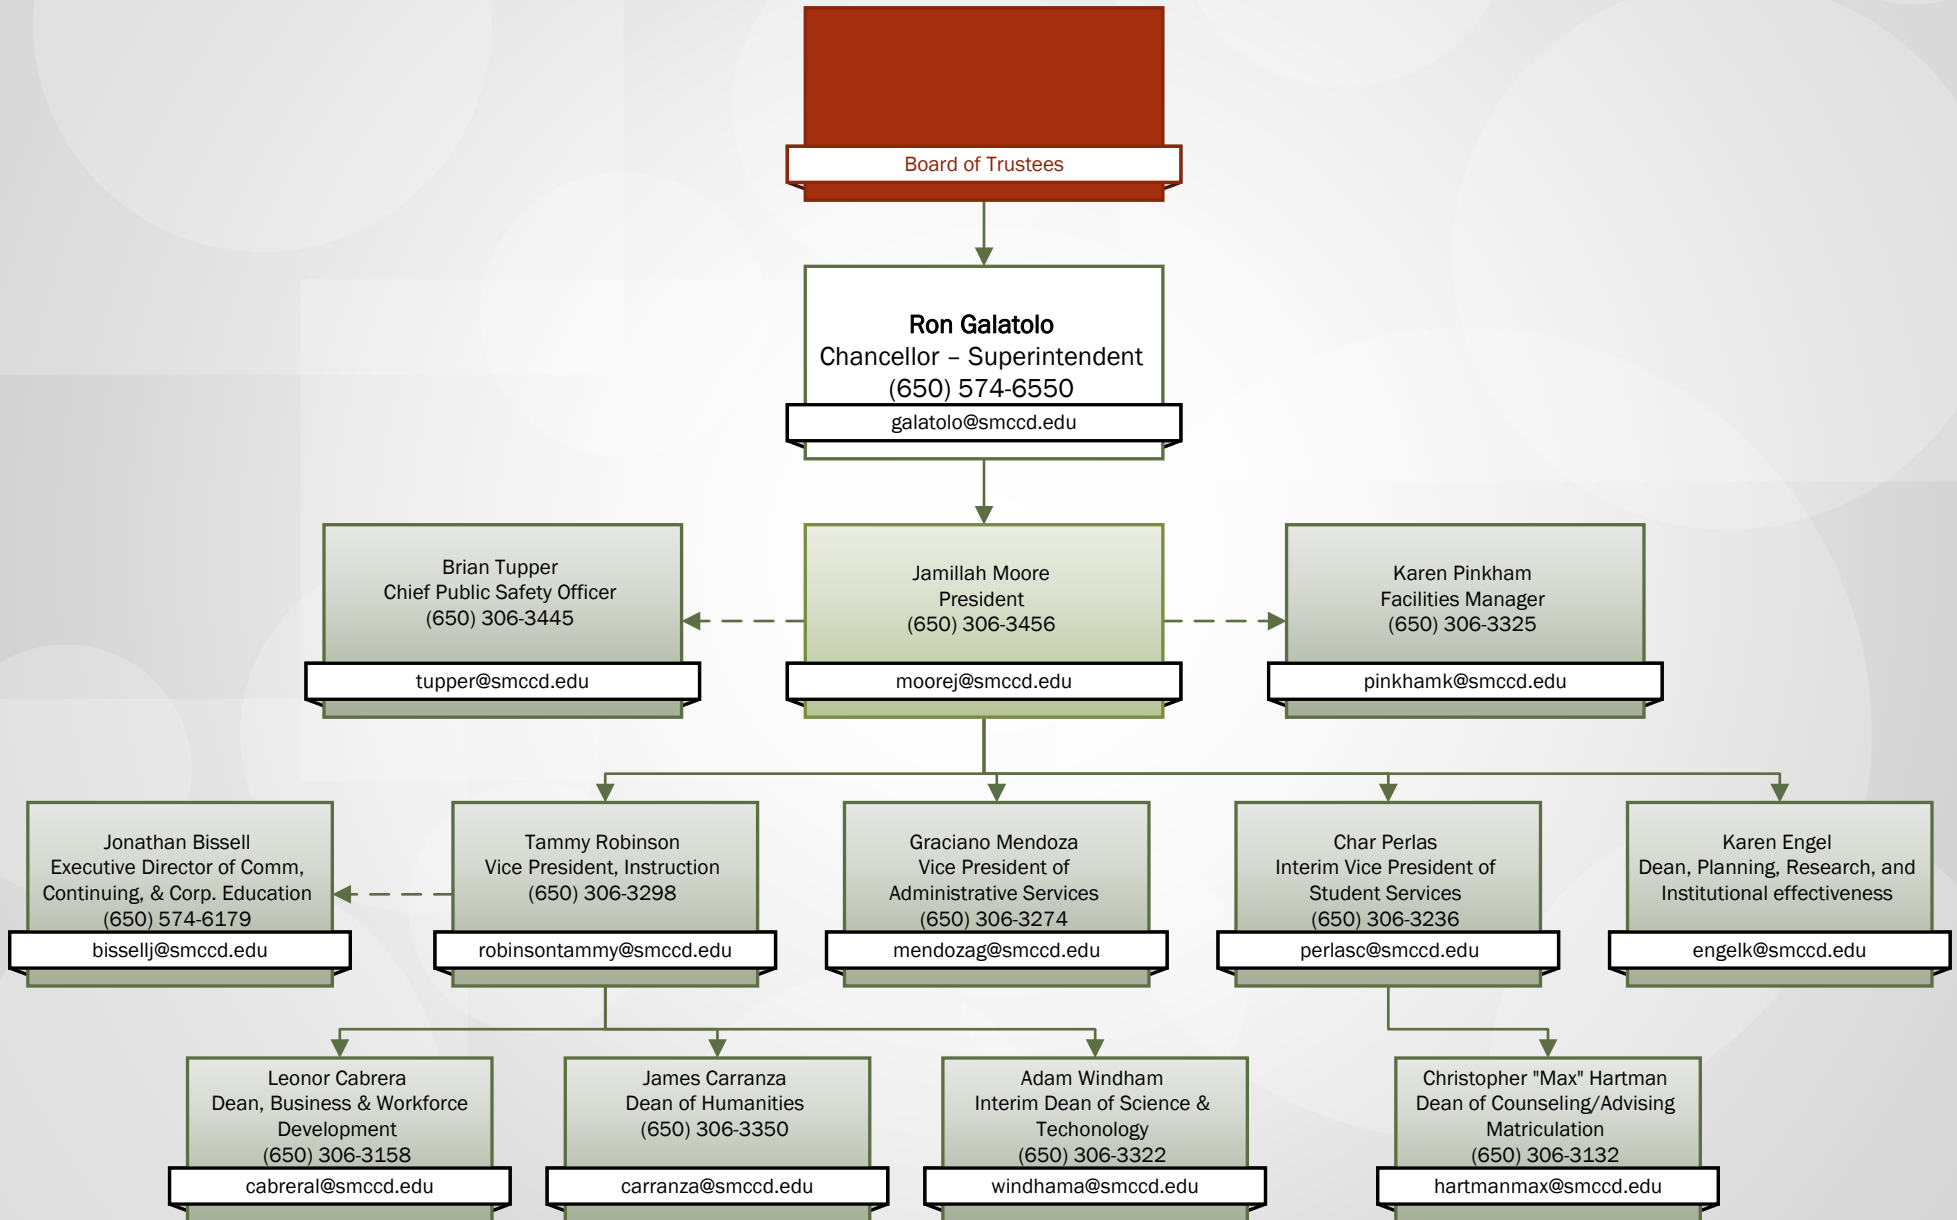 Board of Trustees
Ron Galatolo
Chancellor – Superintendent
(650) 574-6550
galatolo@smccd.edu
Brian Tupper
Chief Public Safety Officer
(650) 306-3445
tupper@smccd.edu
Jamillah Moore
President
(650) 306-3456
moorej@smccd.edu
Karen Pinkham
Facilities Manager
(650) 306-3325
pinkhamk@smccd.edu
Jonathan Bissell
Executive Director of Comm,
Continuing, & Corp. Education
(650) 574-6179
bissellj@smccd.edu
Tammy Robinson
Vice President, Instruction
(650) 306-3298
robinsontammy@smccd.edu
Graciano Mendoza
Vice President of
Administrative Services
(650) 306-3274
mendozag@smccd.edu
Char Perlas
Interim Vice President of
Student Services
(650) 306-3236
perlasc@smccd.edu
Karen Engel
Dean, Planning, Research, and
Institutional effectiveness
engelk@smccd.edu
Leonor Cabrera
Dean, Business & Workforce
Development
(650) 306-3158
cabreral@smccd.edu
James Carranza
Dean of Humanities
(650) 306-3350
carranza@smccd.edu
Adam Windham
Interim Dean of Science &
Techonology
(650) 306-3322
windhama@smccd.edu
Christopher "Max" Hartman
Dean of Counseling/Advising
Matriculation
(650) 306-3132
hartmanmax@smccd.edu